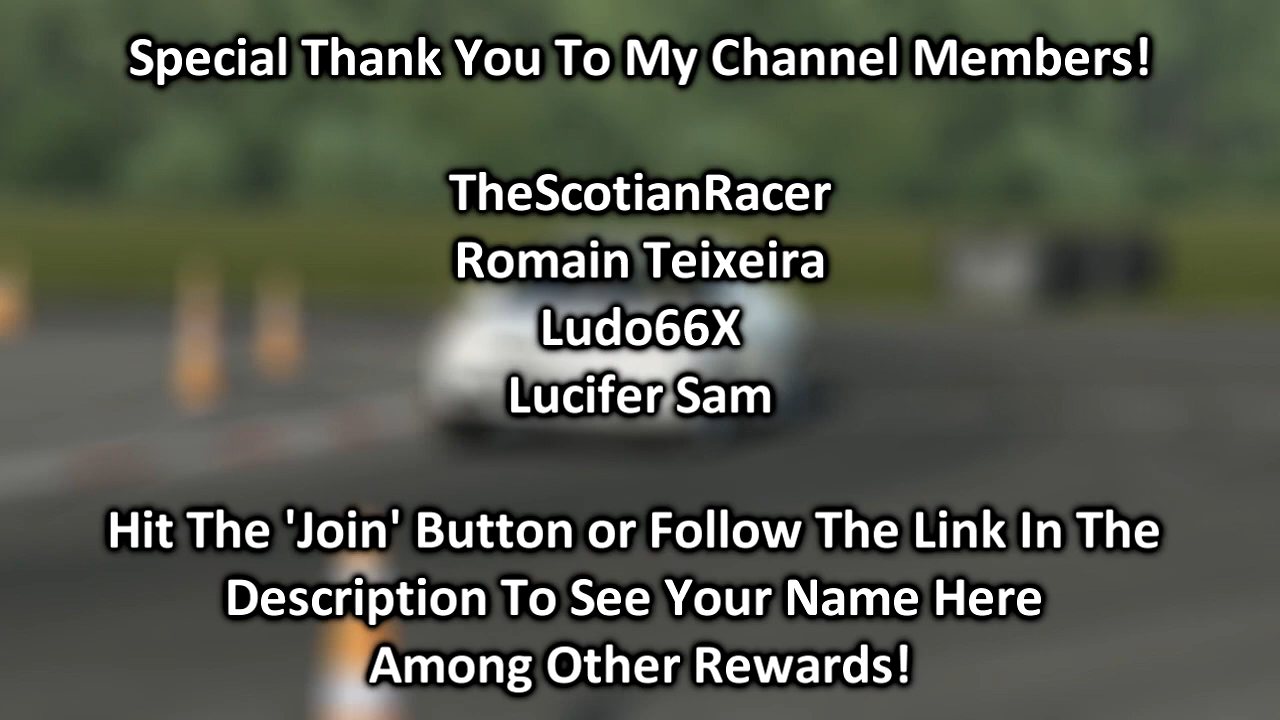 Special Thank You To My Channel Members!
TheScotianRacer
Romain Teixeira
Ludo66X
Lucifer Sam
Hit The 'Join' Button or Follow The Link In The
Description To See Your Name Here
Among Other Rewards!